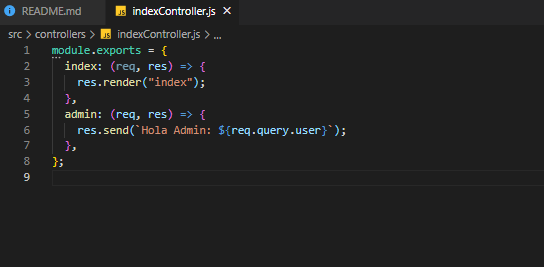 README.md
JS indexController.js
src > controllers > JS indexController.js > ...
1 module.exports = {
2 index: (req, res) => {
3 res.render("index");
4 },
5 admin: (req, res) => {
6 res.send(`Hola Admin: ${req.query.user}`);
7 },
8 };
9